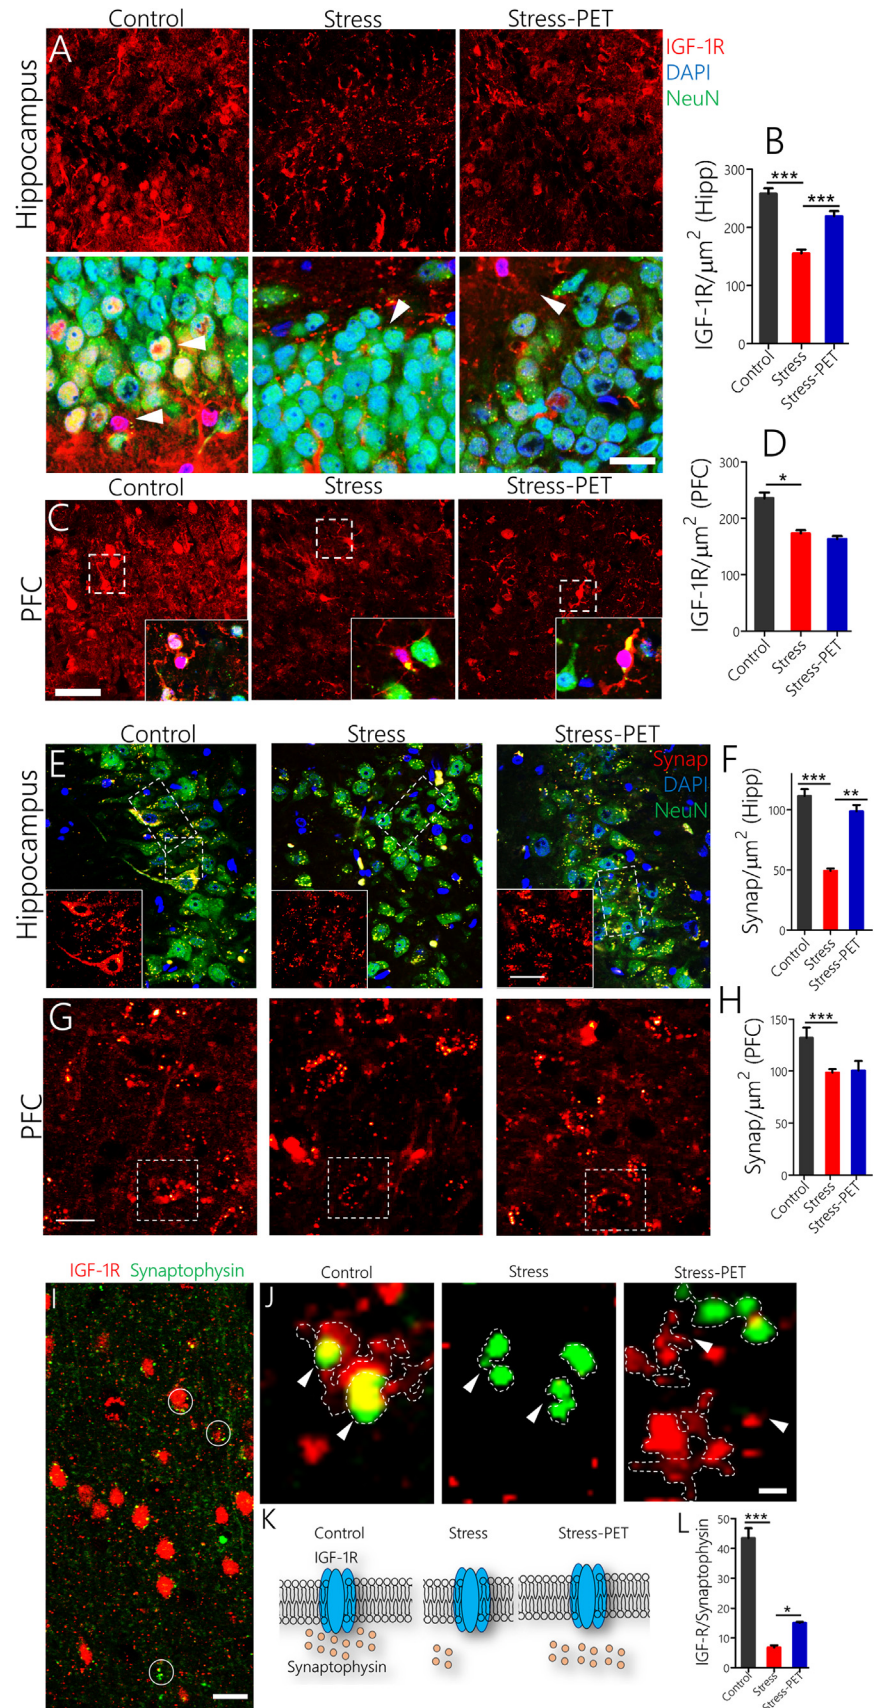 Control Stress Stress-PET
A
IGF-1R
DAPI
NeuN
Hippocampus
B
IGF-1R/μm² (Hipp)
300
200
100
0
***
***
Control
Stress
Stress-PET
Control Stress Stress-PET
C
PFC
D
IGF-1R/μm² (PFC)
300
200
100
0
*
Control
Stress
Stress-PET
Control Stress Stress-PET
E
Synap
DAPI
NeuN
Hippocampus
F
Synap/μm² (Hipp)
100
50
0
***
**
Control
Stress
Stress-PET
G
PFC
H
Synap/μm² (PFC)
150
100
50
0
***
Control
Stress
Stress-PET
IGF-1R Synaptophysin
I
J
Control Stress Stress-PET
K
Control Stress Stress-PET
IGF-1R
Synaptophysin
L
IGF-R/Synaptophysin
50
40
30
20
10
0
***
*
Control
Stress
Stress-PET